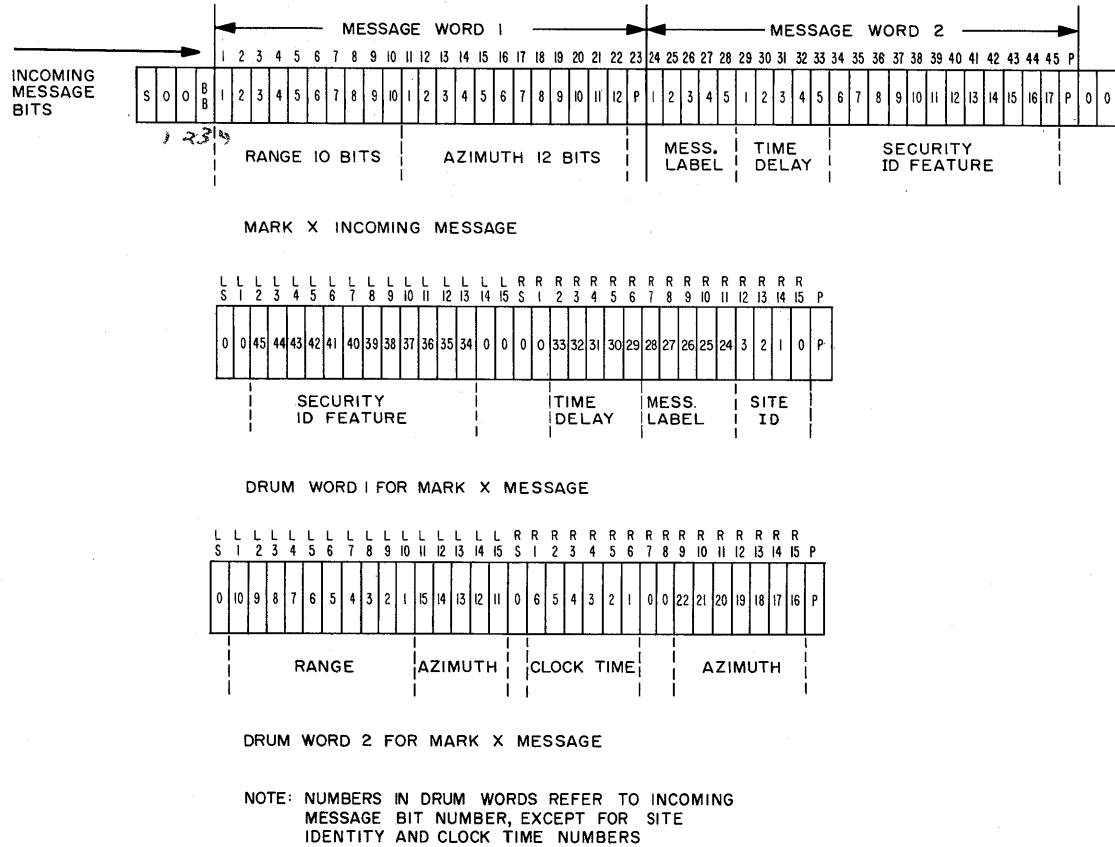 MESSAGE WORD 1 MESSAGE WORD 2
1 2 3 4 5 6 7 8 9 10 11 12 13 14 15 16 17 18 19 20 21 22 23 24 25 26 27 28 29 30 31 32 33 34 35 36 37 38 39 40 41 42 43 44 45 P
INCOMING
MESSAGE
BITS
S 0 0 BB 1 2 3 4 5 6 7 8 9 10 1 2 3 4 5 6 7 8 9 10 11 12 P 1 2 3 4 5 1 2 3 4 5 6 7 8 9 10 11 12 13 14 15 16 17 P 0 0
1 2 3
RANGE 10 BITS AZIMUTH 12 BITS MESS. LABEL TIME DELAY SECURITY ID FEATURE
MARK X INCOMING MESSAGE
L L L L L L L L L L L L L L L L R R R R R R R R R R R R R R R R
S 1 2 3 4 5 6 7 8 9 10 11 12 13 14 15 S 1 2 3 4 5 6 7 8 9 10 11 12 13 14 15 P
0 0 45 44 43 42 41 40 39 38 37 36 35 34 0 0 0 0 33 32 31 30 29 28 27 26 25 24 3 2 1 0 P
SECURITY ID FEATURE TIME DELAY MESS. LABEL SITE ID
DRUM WORD 1 FOR MARK X MESSAGE
L L L L L L L L L L L L L L L L R R R R R R R R R R R R R R R R
S 1 2 3 4 5 6 7 8 9 10 11 12 13 14 15 S 1 2 3 4 5 6 7 8 9 10 11 12 13 14 15 P
0 10 9 8 7 6 5 4 3 2 1 15 14 13 12 11 0 6 5 4 3 2 1 0 0 22 21 20 19 18 17 16 P
RANGE AZIMUTH CLOCK TIME AZIMUTH
DRUM WORD 2 FOR MARK X MESSAGE
NOTE: NUMBERS IN DRUM WORDS REFER TO INCOMING
MESSAGE BIT NUMBER, EXCEPT FOR SITE
IDENTITY AND CLOCK TIME NUMBERS